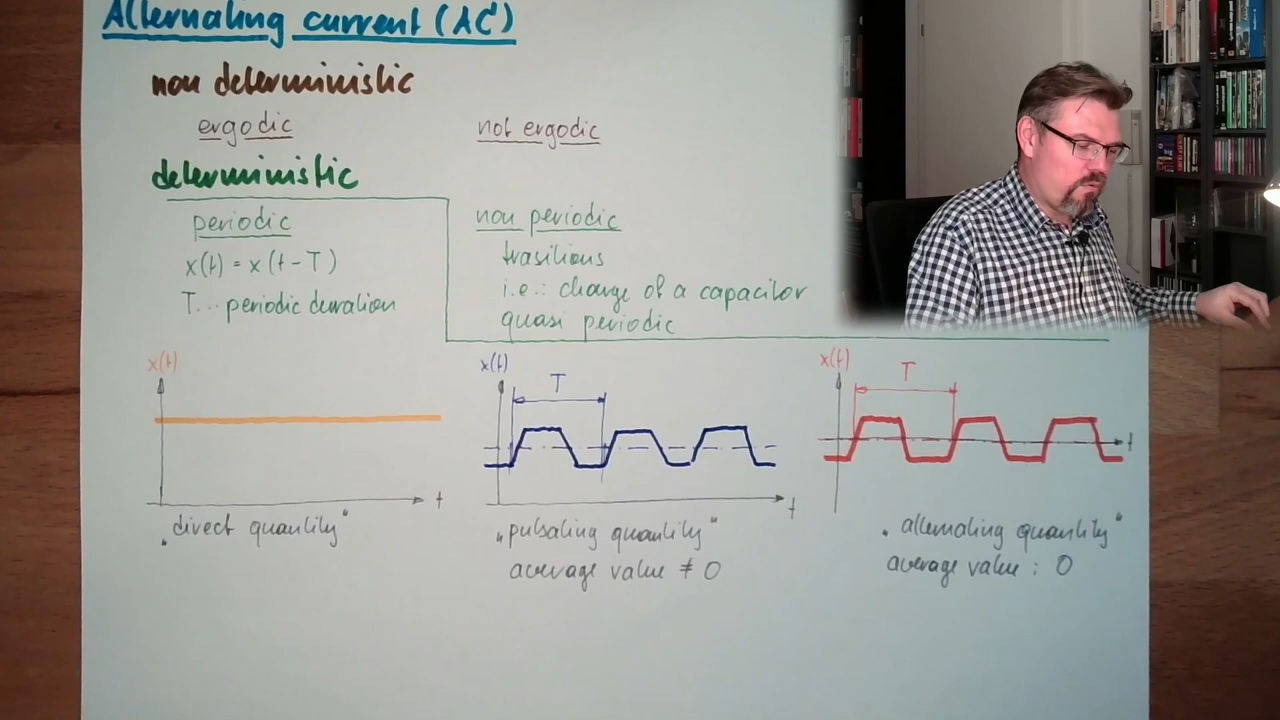 Alternating current (AC)
non deterministic
ergodic
not ergodic
deterministic
periodic
x(t) = x(t-T)
T... periodic duration
non periodic
trasitions
i.e.: charge of a capacitor
quasi periodic
x(t)
t
"direct quantity"
x(t)
T
t
"pulsating quantity"
average value ≠ 0
x(t)
T
t
"alternating quantity"
average value : 0